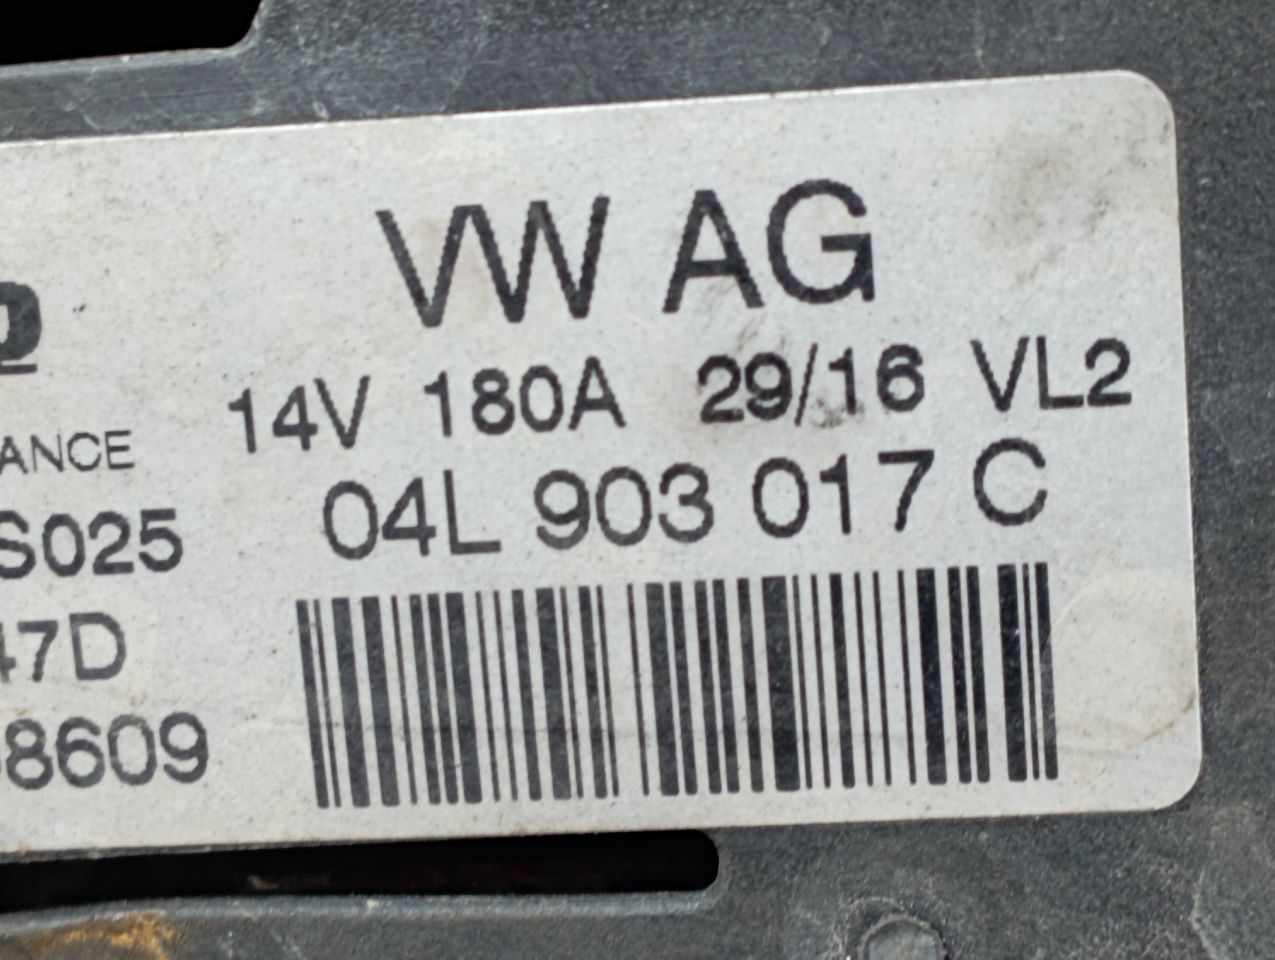 VW AG
14V 180A 29/16 VL2
04L 903 017 C
ANCE
S025
47D
8609